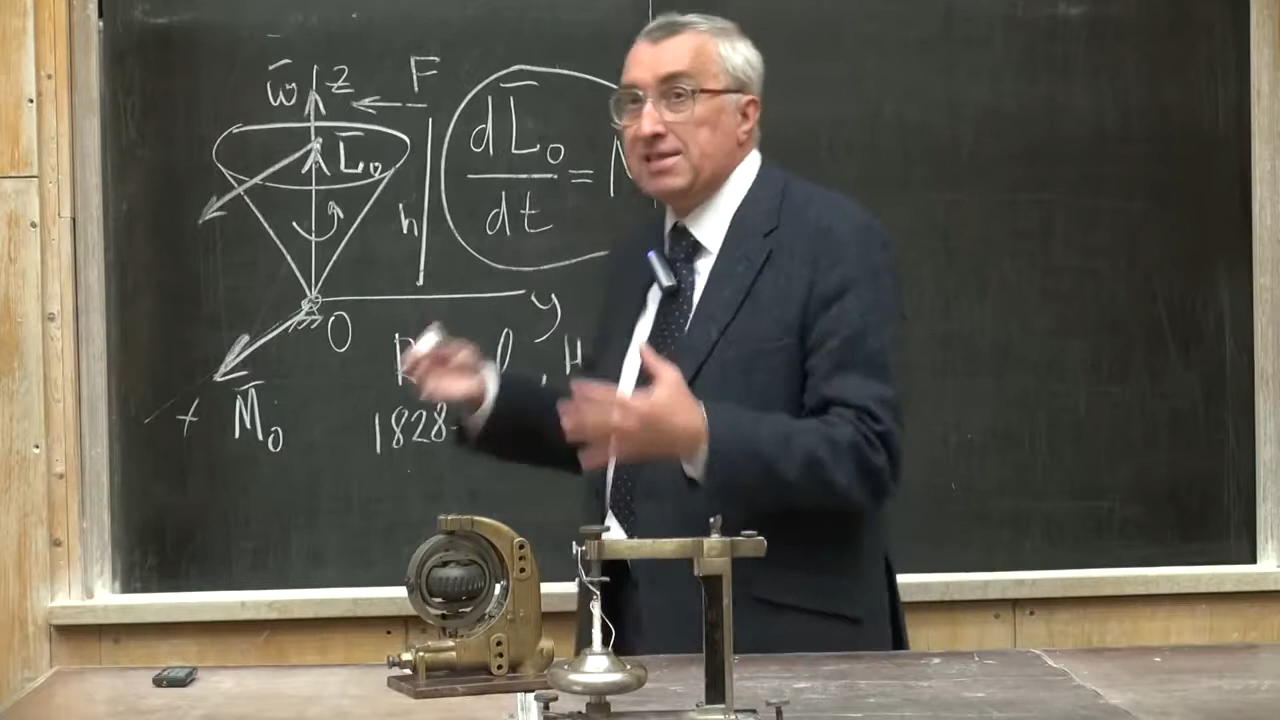 ω̄ z F
L̄₀
h
dL̄₀
— =
dt
O y
x M̄₀
1828-